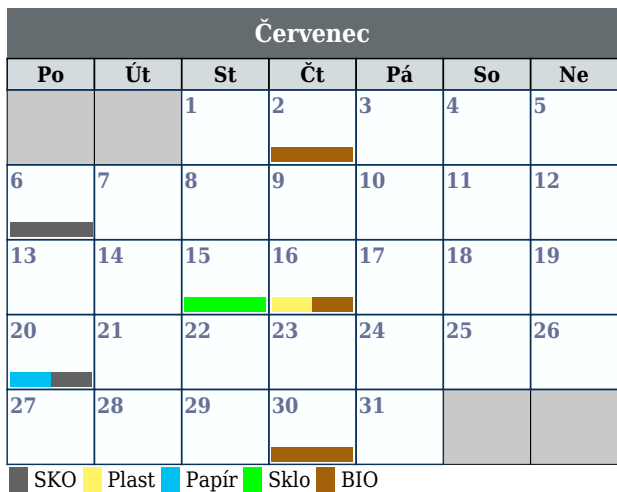 Červenec
Po Út St Čt Pá So Ne
1 2 3 4 5
6 7 8 9 10 11 12
13 14 15 16 17 18 19
20 21 22 23 24 25 26
27 28 29 30 31
SKO Plast Papír Sklo BIO